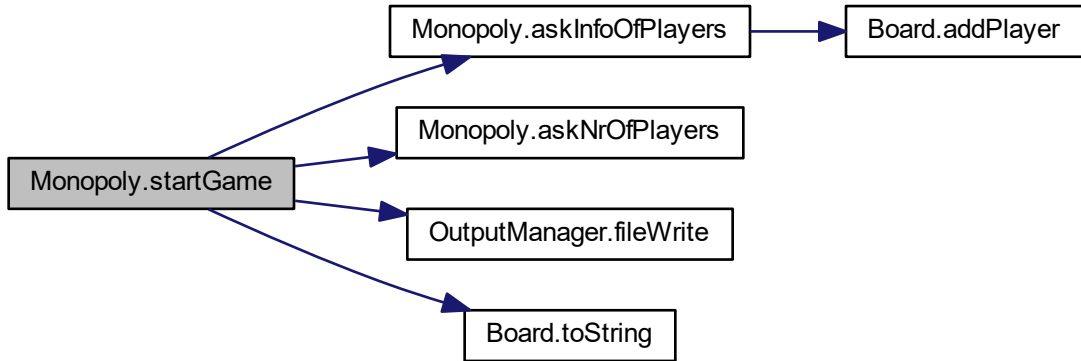 Monopoly.askInfoOfPlayers
Board.addPlayer
Monopoly.askNrOfPlayers
Monopoly.startGame
OutputManager.fileWrite
Board.toString